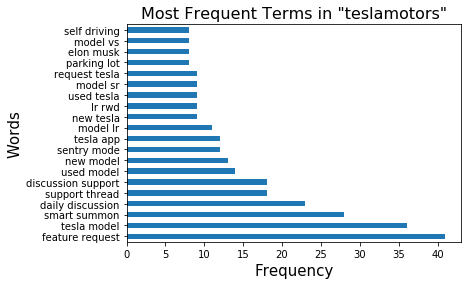 Most Frequent Terms in "teslamotors"
Words
self driving
model vs
elon musk
parking lot
request tesla
model sr
used tesla
lr rwd
new tesla
model lr
tesla app
sentry mode
new model
used model
discussion support
support thread
daily discussion
smart summon
tesla model
feature request
0 5 10 15 20 25 30 35 40
Frequency